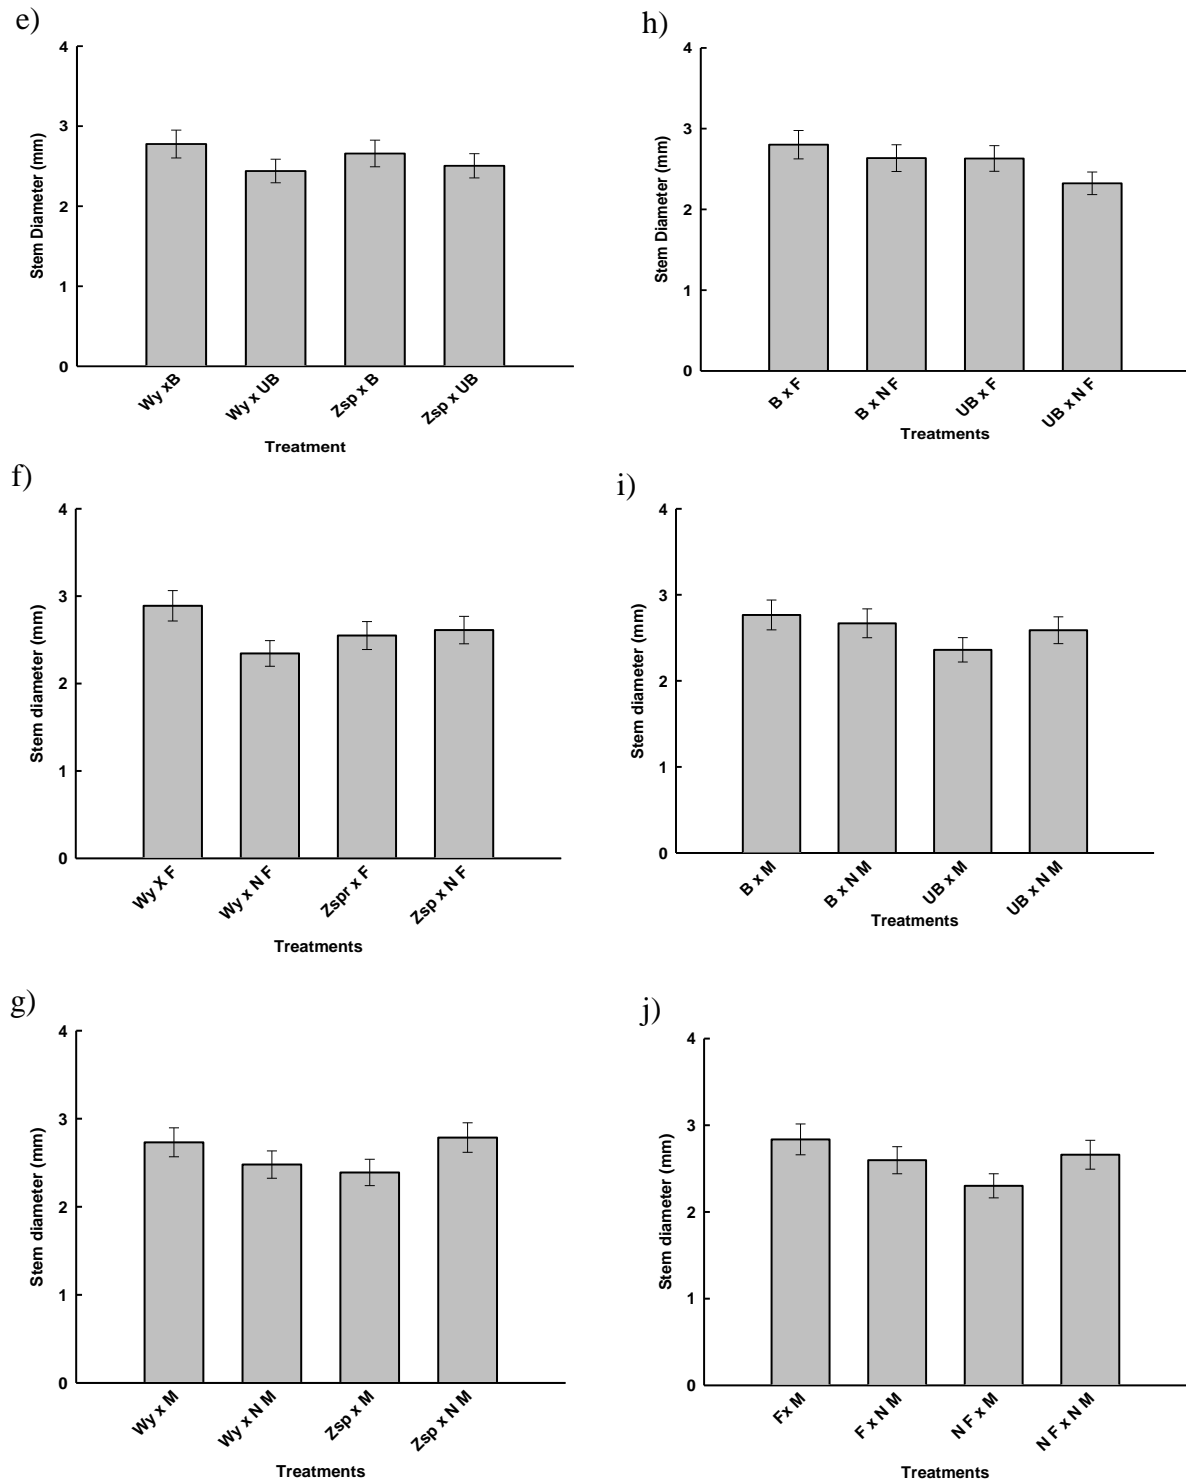 e)
4
3
2
1
0
Stem Diameter (mm)
Wy xB
Wy x UB
Zsp x B
Zsp x UB
Treatment
h)
4
3
2
1
0
Stem Diameter (mm)
B x F
B x N F
UB x F
UB x N F
Treatments
f)
4
3
2
1
0
Stem diameter (mm)
Wy X F
Wy x N F
Zspr x F
Zsp x N F
Treatments
i)
4
3
2
1
0
Stem diameter (mm)
B x M
B x N M
UB x M
UB x N M
Treatments
g)
4
3
2
1
0
Stem diameter (mm)
Wy x M
Wy x N M
Zsp x M
Zsp x N M
Treatments
j)
4
3
2
1
0
Stem diameter (mm)
Fx M
F x N M
N F x M
N F x N M
Treatments